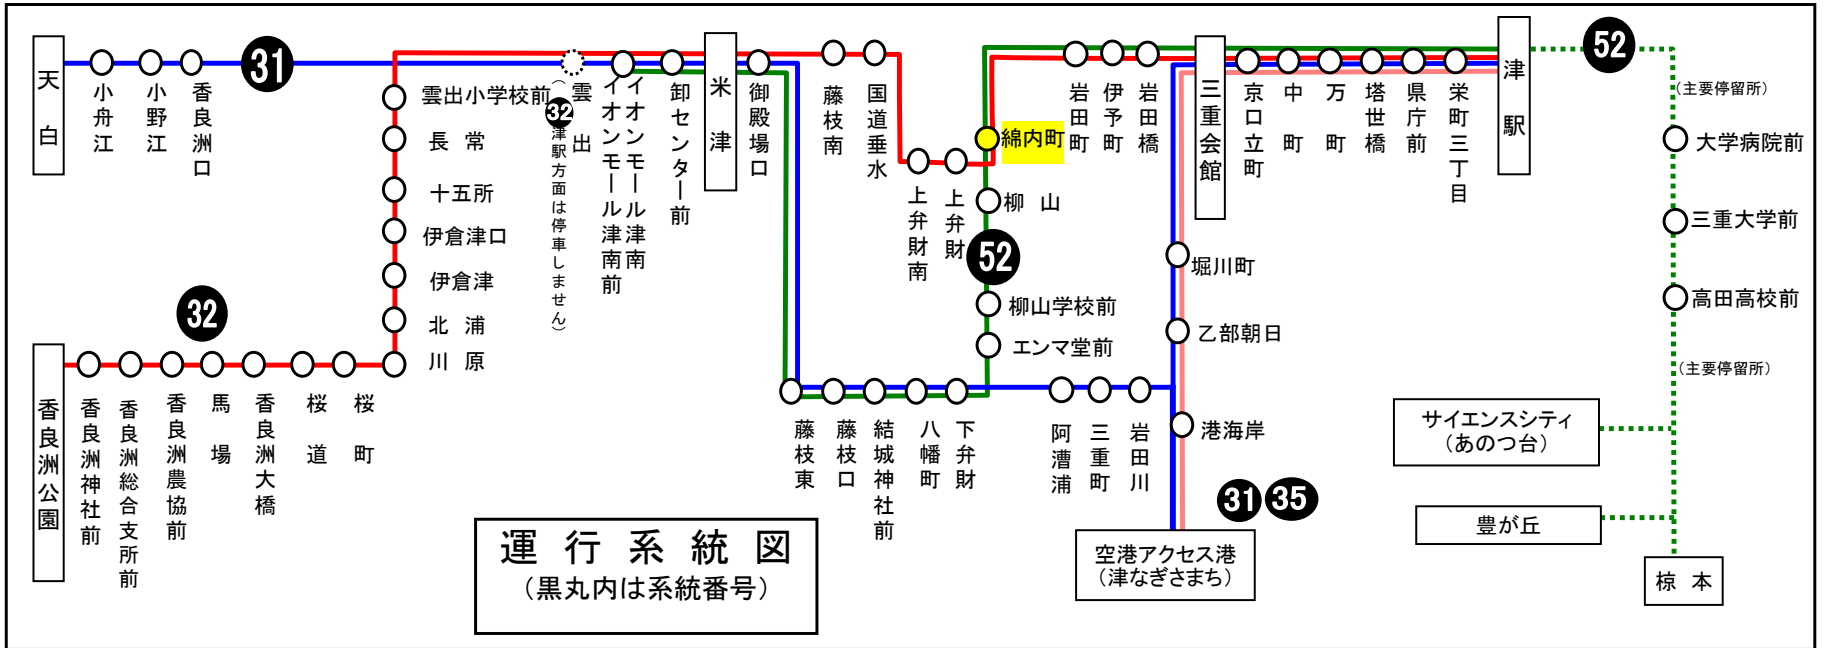 天白
小舟江
小野江
香良洲口
31
雲出
（32津駅方面は停車しません）
イオンモール津南前
イオンモール津南
卸センター前
米津
御殿場口
藤枝南
国道垂水
上弁財南
上弁財
綿内町
岩田町
伊予町
岩田橋
三重会館
京口立町
中町
万町
塔世橋
県庁前
栄町三丁目
津駅
52
（主要停留所）
大学病院前
三重大学前
高田高校前
（主要停留所）
サイエンスシティ
（あのつ台）
豊が丘
椋本
雲出小学校前
長常
十五所
伊倉津口
伊倉津
北浦
川原
32
香良洲公園
香良洲神社前
香良洲総合支所前
香良洲農協前
馬場
香良洲大橋
桜道
桜町
柳山
52
柳山学校前
エンマ堂前
藤枝東
藤枝口
結城神社前
八幡町
下弁財
阿漕浦
三重町
岩田川
堀川町
乙部朝日
港海岸
31 35
空港アクセス港
（津なぎさまち）
運行系統図
（黒丸内は系統番号）